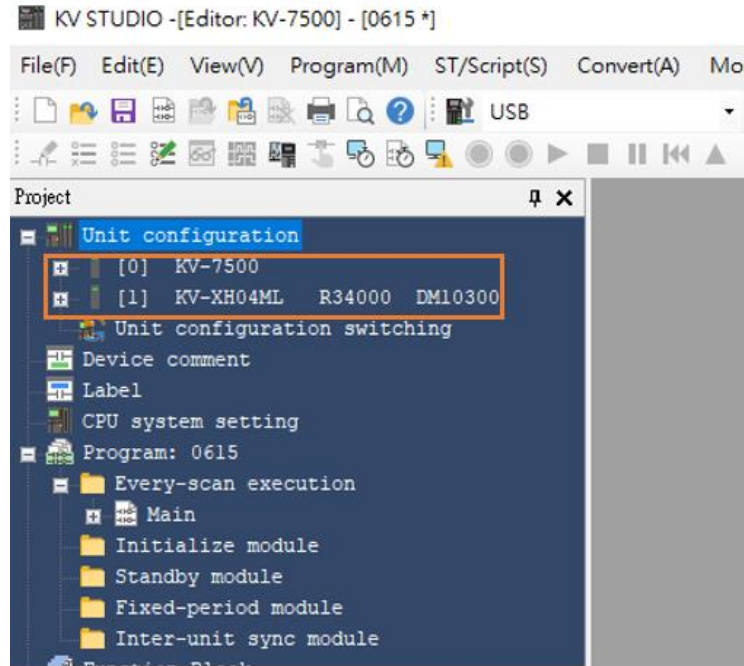 KV STUDIO -[Editor: KV-7500] - [0615 *]
File(F) Edit(E) View(V) Program(M) ST/Script(S) Convert(A) Mo
USB
Project
Unit configuration
[0] KV-7500
[1] KV-XH04ML R34000 DM10300
Unit configuration switching
Device comment
Label
CPU system setting
Program: 0615
Every-scan execution
Main
Initialize module
Standby module
Fixed-period module
Inter-unit sync module
Function Block